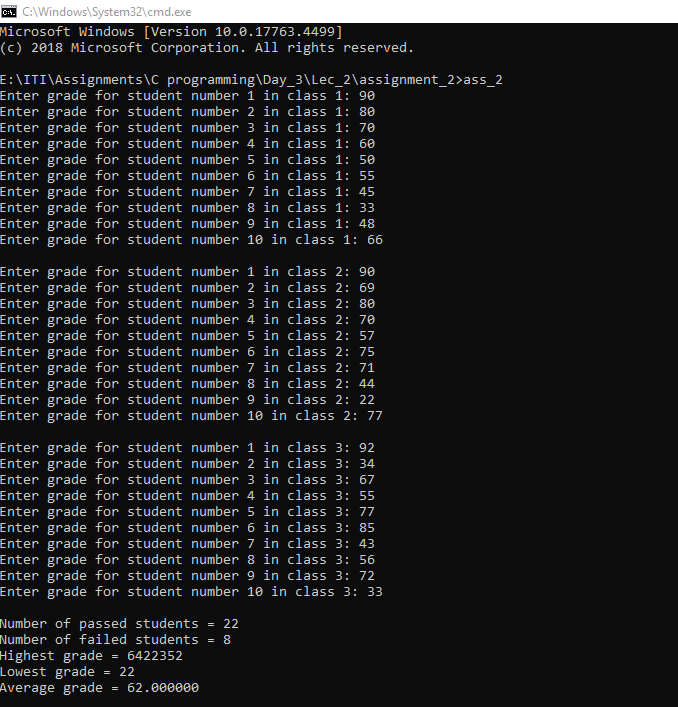 C:\Windows\System32\cmd.exe
Microsoft Windows [Version 10.0.17763.4499]
(c) 2018 Microsoft Corporation. All rights reserved.
E:\ITI\Assignments\C programming\Day_3\Lec_2\assignment_2>ass_2
Enter grade for student number 1 in class 1: 90
Enter grade for student number 2 in class 1: 80
Enter grade for student number 3 in class 1: 70
Enter grade for student number 4 in class 1: 60
Enter grade for student number 5 in class 1: 50
Enter grade for student number 6 in class 1: 55
Enter grade for student number 7 in class 1: 45
Enter grade for student number 8 in class 1: 33
Enter grade for student number 9 in class 1: 48
Enter grade for student number 10 in class 1: 66
Enter grade for student number 1 in class 2: 90
Enter grade for student number 2 in class 2: 69
Enter grade for student number 3 in class 2: 80
Enter grade for student number 4 in class 2: 70
Enter grade for student number 5 in class 2: 57
Enter grade for student number 6 in class 2: 75
Enter grade for student number 7 in class 2: 71
Enter grade for student number 8 in class 2: 44
Enter grade for student number 9 in class 2: 22
Enter grade for student number 10 in class 2: 77
Enter grade for student number 1 in class 3: 92
Enter grade for student number 2 in class 3: 34
Enter grade for student number 3 in class 3: 67
Enter grade for student number 4 in class 3: 55
Enter grade for student number 5 in class 3: 77
Enter grade for student number 6 in class 3: 85
Enter grade for student number 7 in class 3: 43
Enter grade for student number 8 in class 3: 56
Enter grade for student number 9 in class 3: 72
Enter grade for student number 10 in class 3: 33
Number of passed students = 22
Number of failed students = 8
Highest grade = 6422352
Lowest grade = 22
Average grade = 62.000000